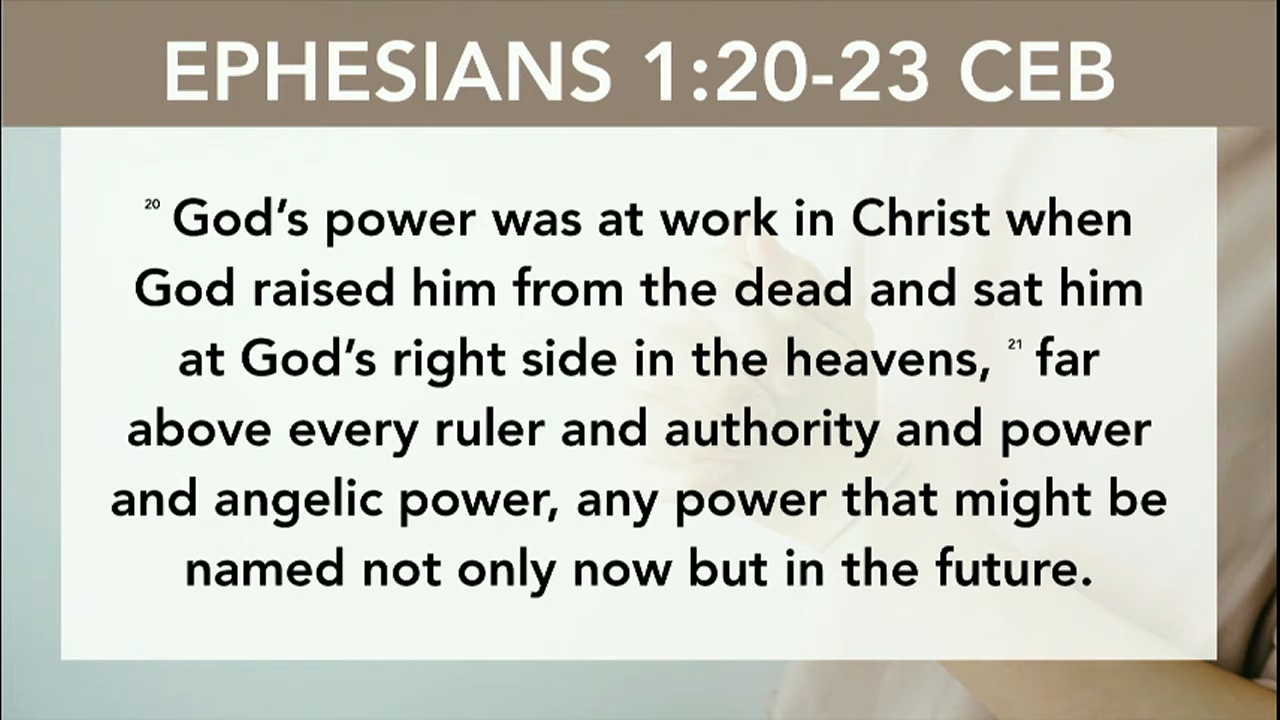 EPHESIANS 1:20-23 CEB
20 God’s power was at work in Christ when
God raised him from the dead and sat him
at God’s right side in the heavens, 21 far
above every ruler and authority and power
and angelic power, any power that might be
named not only now but in the future.